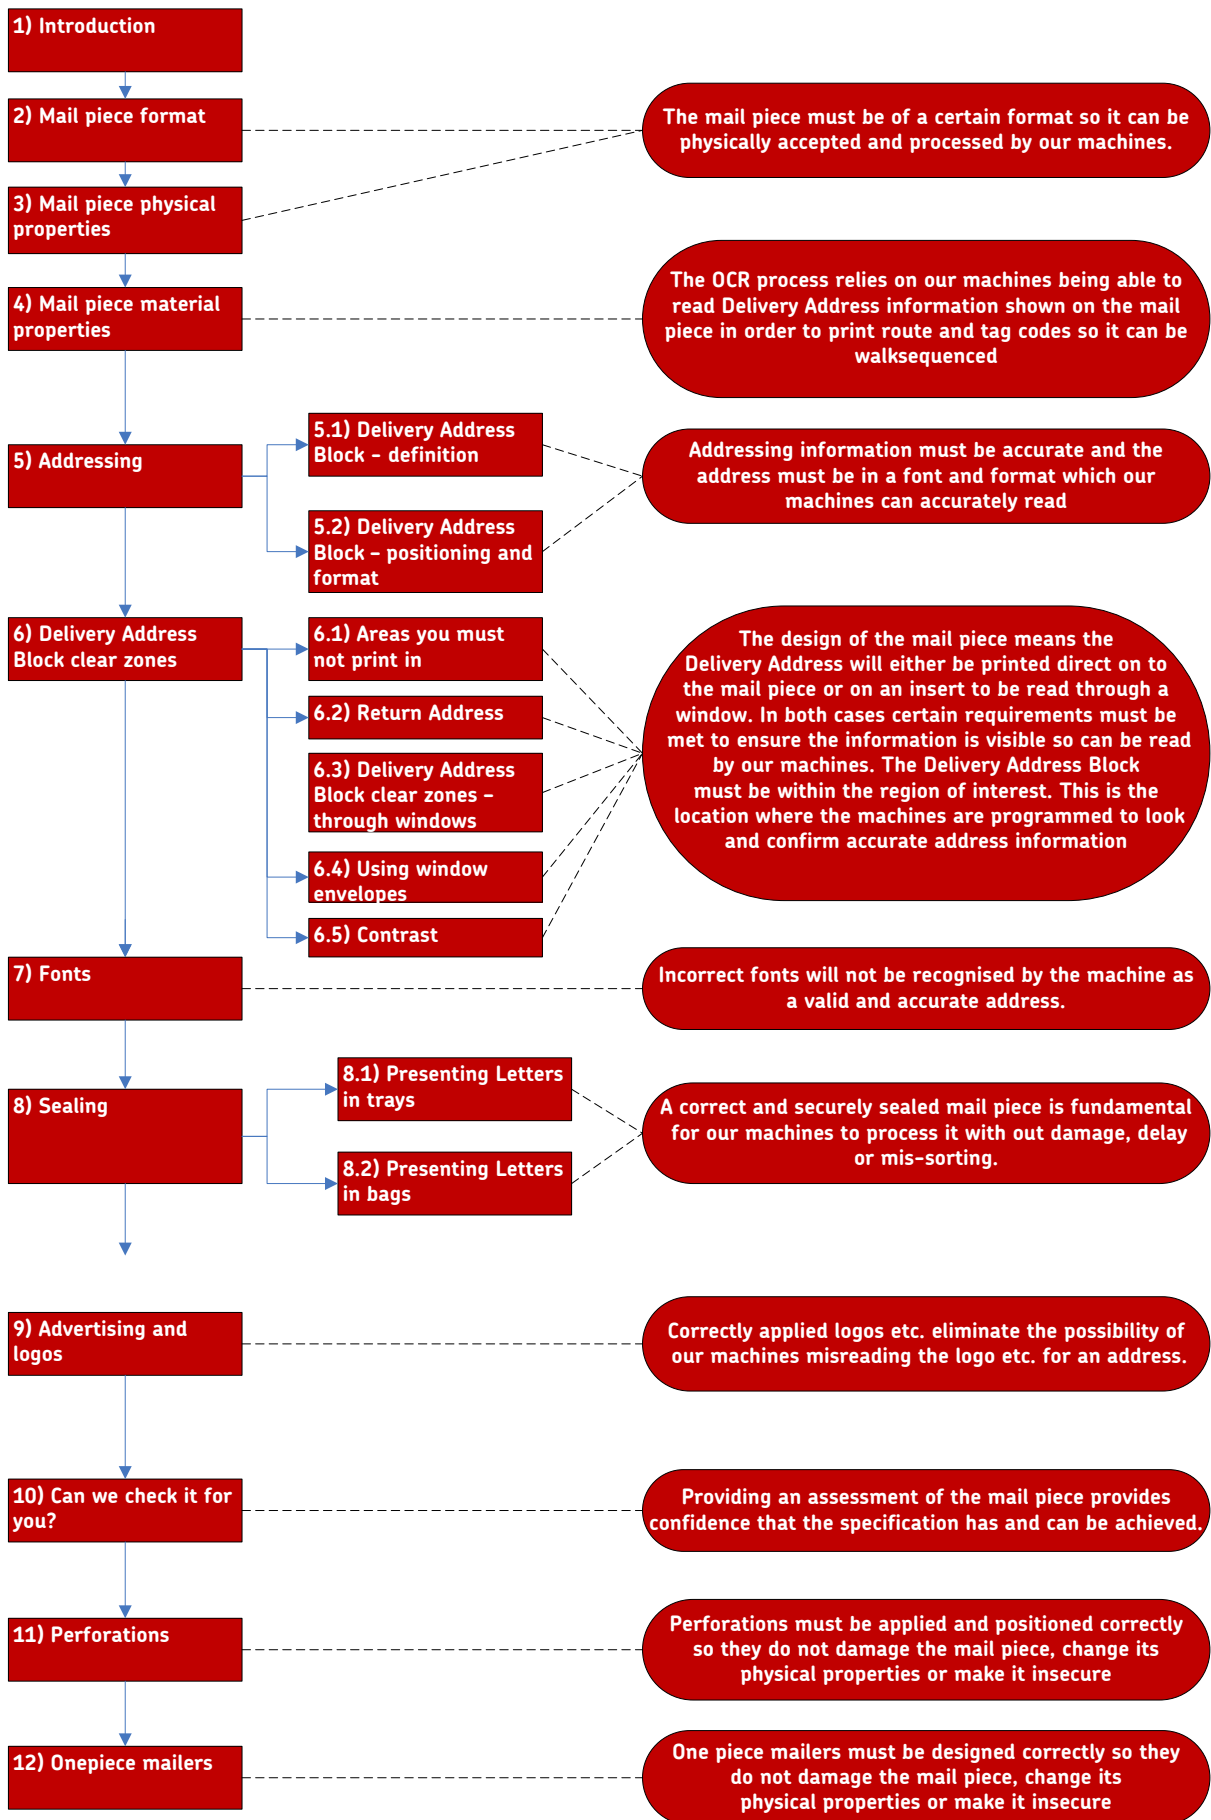 1) Introduction
2) Mail piece format
The mail piece must be of a certain format so it can be
physically accepted and processed by our machines.
3) Mail piece physical
properties
4) Mail piece material
properties
The OCR process relies on our machines being able to
read Delivery Address information shown on the mail
piece in order to print route and tag codes so it can be
walksequenced
5) Addressing
5.1) Delivery Address
Block - definition
5.2) Delivery Address
Block – positioning and
format
Addressing information must be accurate and the
address must be in a font and format which our
machines can accurately read
6) Delivery Address
Block clear zones
6.1) Areas you must
not print in
6.2) Return Address
6.3) Delivery Address
Block clear zones –
through windows
6.4) Using window
envelopes
6.5) Contrast
The design of the mail piece means the
Delivery Address will either be printed direct on to
the mail piece or on an insert to be read through a
window. In both cases certain requirements must be
met to ensure the information is visible so can be read
by our machines. The Delivery Address Block
must be within the region of interest. This is the
location where the machines are programmed to look
and confirm accurate address information
7) Fonts
Incorrect fonts will not be recognised by the machine as
a valid and accurate address.
8) Sealing
8.1) Presenting Letters
in trays
8.2) Presenting Letters
in bags
A correct and securely sealed mail piece is fundamental
for our machines to process it with out damage, delay
or mis-sorting.
9) Advertising and
logos
Correctly applied logos etc. eliminate the possibility of
our machines misreading the logo etc. for an address.
10) Can we check it for
you?
Providing an assessment of the mail piece provides
confidence that the specification has and can be achieved.
11) Perforations
Perforations must be applied and positioned correctly
so they do not damage the mail piece, change its
physical properties or make it insecure
12) Onepiece mailers
One piece mailers must be designed correctly so they
do not damage the mail piece, change its
physical properties or make it insecure